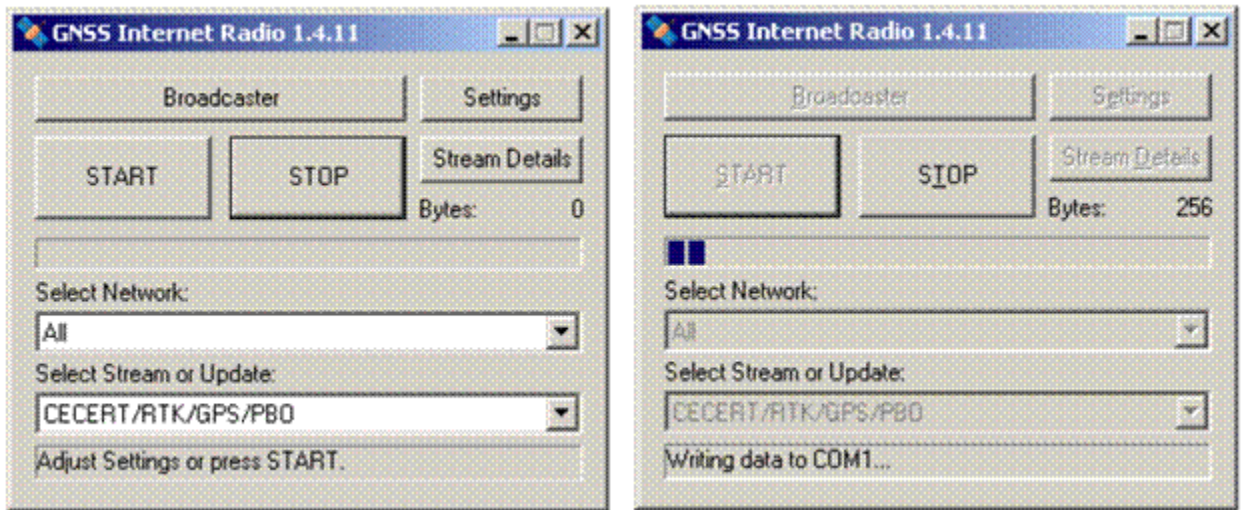 GNSS Internet Radio 1.4.11
Broadcaster Settings
START STOP Stream Details
Bytes: 0
Select Network:
All
Select Stream or Update:
CECERT/RTK/GPS/PBO
Adjust Settings or press START.
GNSS Internet Radio 1.4.11
Broadcaster Settings
START STOP Stream Details
Bytes: 256
Select Network:
All
Select Stream or Update:
CECERT/RTK/GPS/PBO
Writing data to COM1...